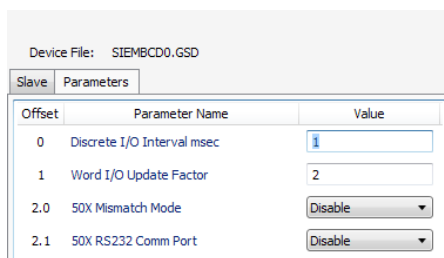 Device File: SIEMBCD0.GSD
Slave Parameters
Offset Parameter Name Value
0 Discrete I/O Interval msec 1
1 Word I/O Update Factor 2
2.0 50X Mismatch Mode Disable
2.1 50X RS232 Comm Port Disable